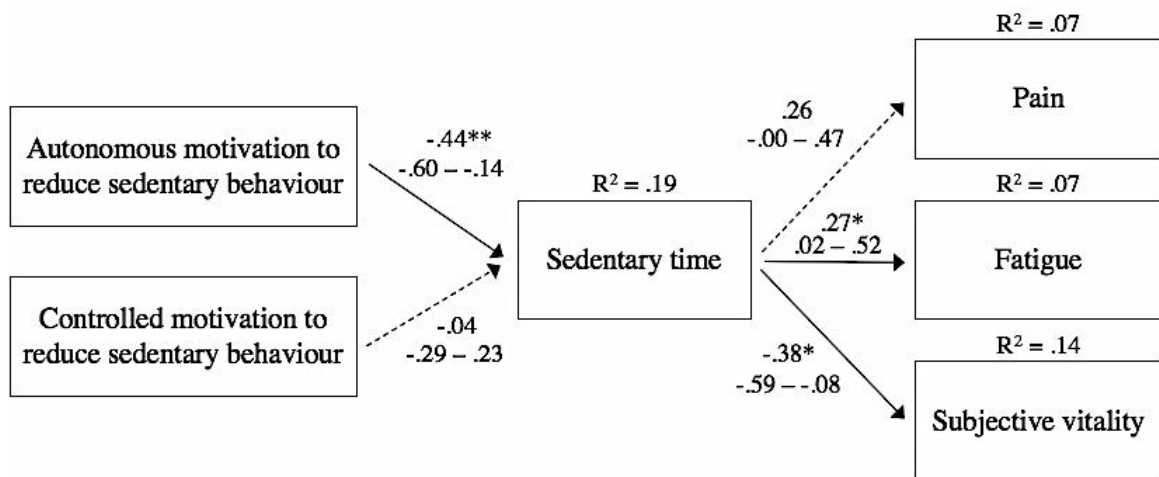 Autonomous motivation to
reduce sedentary behaviour
Controlled motivation to
reduce sedentary behaviour
-.44**
-.60 – -.14
-.04
-.29 – .23
R² = .19
Sedentary time
.26
-.00 – .47
.27*
.02 – .52
-.38*
-.59 – -.08
R² = .07
Pain
R² = .07
Fatigue
R² = .14
Subjective vitality